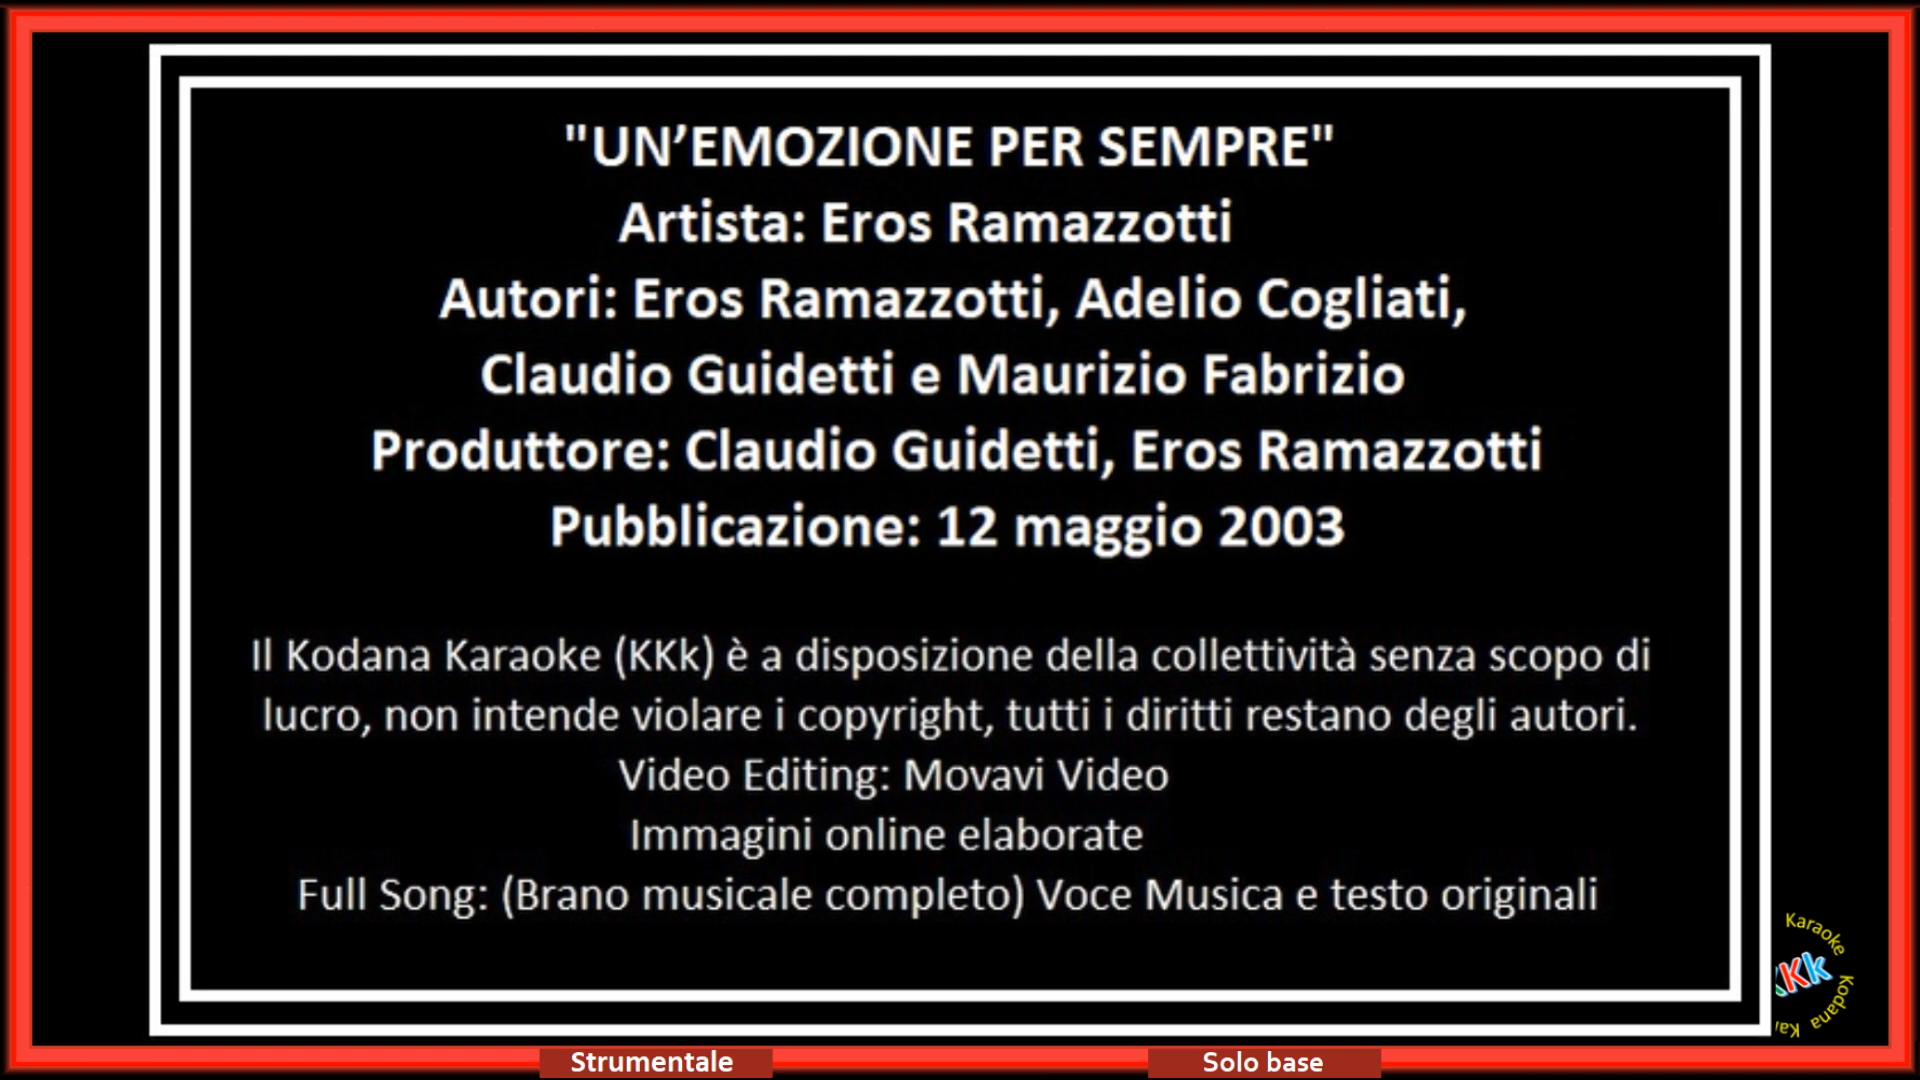 "UN’EMOZIONE PER SEMPRE"
Artista: Eros Ramazzotti
Autori: Eros Ramazzotti, Adelio Cogliati,
Claudio Guidetti e Maurizio Fabrizio
Produttore: Claudio Guidetti, Eros Ramazzotti
Pubblicazione: 12 maggio 2003
Il Kodana Karaoke (KKk) è a disposizione della collettività senza scopo di
lucro, non intende violare i copyright, tutti i diritti restano degli autori.
Video Editing: Movavi Video
Immagini online elaborate
Full Song: (Brano musicale completo) Voce Musica e testo originali
Karaoke
Kodana
Strumentale
Solo base